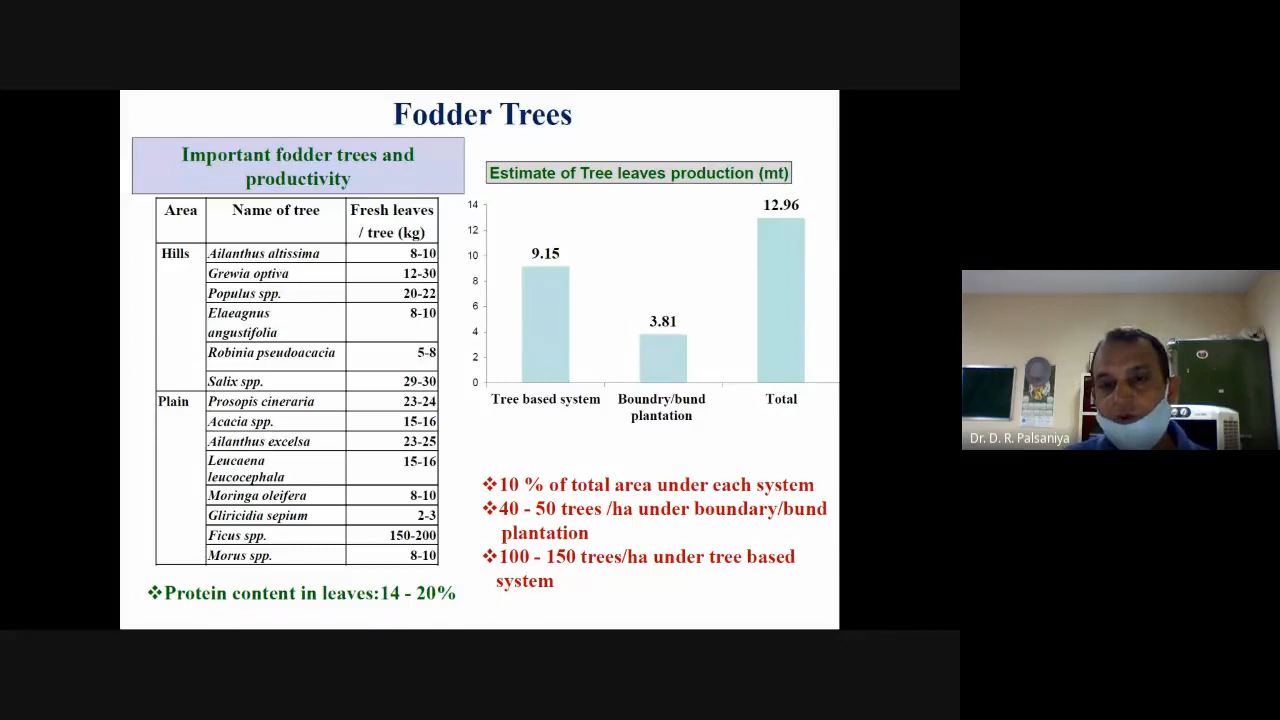 Fodder Trees
Important fodder trees and
productivity
Area Name of tree Fresh leaves
/ tree (kg)
Hills Ailanthus altissima 8-10
Grewia optiva 12-30
Populus spp. 20-22
Elaeagnus 8-10
angustifolia
Robinia pseudoacacia 5-8
Salix spp. 29-30
Plain Prosopis cineraria 23-24
Acacia spp. 15-16
Ailanthus excelsa 23-25
Leucaena 15-16
leucocephala
Moringa oleifera 8-10
Gliricidia sepium 2-3
Ficus spp. 150-200
Morus spp. 8-10
❖Protein content in leaves:14 - 20%
Estimate of Tree leaves production (mt)
14
12
10
8
6
4
2
0
9.15
3.81
12.96
Tree based system
Boundry/bund
plantation
Total
❖10 % of total area under each system
❖40 - 50 trees /ha under boundary/bund
plantation
❖100 - 150 trees/ha under tree based
system
Dr. D. R. Palsaniya